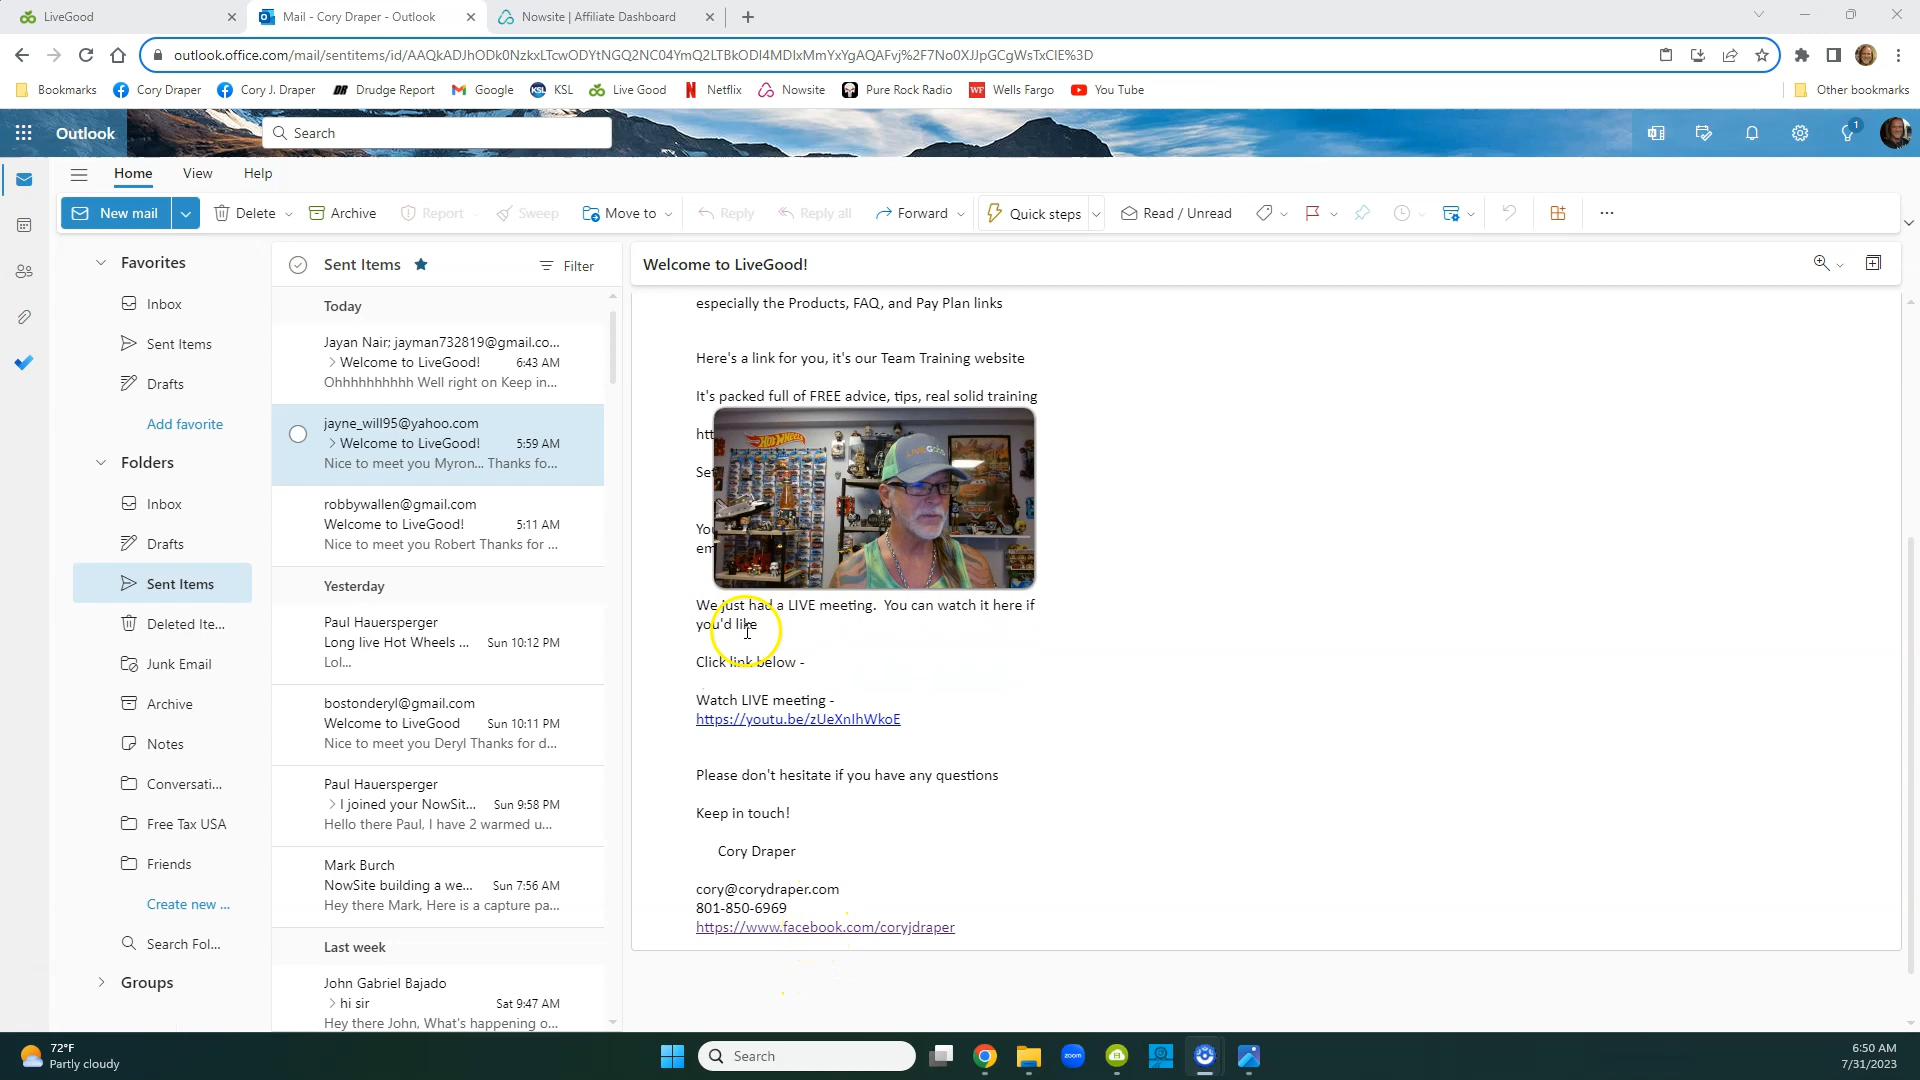 LiveGood
Mail - Cory Draper - Outlook
Nowsite | Affiliate Dashboard
outlook.office.com/mail/sentitems/id/AAQkADJhODk0NzkxLTcwODYtNGQ2NC04YmQ2LTBkODI4MDIxMmYxYgAQAFvj%2F7No0XJJpGCgWsTxCIE%3D
Bookmarks
Cory Draper
Cory J. Draper
Drudge Report
Google
KSL
Live Good
Netflix
Nowsite
Pure Rock Radio
Wells Fargo
You Tube
Other bookmarks
Outlook
Search
1
Home
View
Help
New mail
Delete
Archive
Report
Sweep
Move to
Reply
Reply all
Forward
Quick steps
Read / Unread
Favorites
Inbox
Sent Items
Drafts
Add favorite
Folders
Inbox
Drafts
Sent Items
Deleted Ite...
Junk Email
Archive
Notes
Conversati...
Free Tax USA
Friends
Create new ...
Search Fol...
Groups
Sent Items
Filter
Today
Jayan Nair; jayman732819@gmail.co...
Welcome to LiveGood! 6:43 AM
Ohhhhhhhhhh Well right on Keep in...
jayne_will95@yahoo.com
Welcome to LiveGood! 5:59 AM
Nice to meet you Myron... Thanks fo...
robbywallen@gmail.com
Welcome to LiveGood! 5:11 AM
Nice to meet you Robert Thanks for ...
Yesterday
Paul Hauersperger
Long live Hot Wheels ... Sun 10:12 PM
Lol...
bostonderyl@gmail.com
Welcome to LiveGood Sun 10:11 PM
Nice to meet you Deryl Thanks for d...
Paul Hauersperger
I joined your NowSit... Sun 9:58 PM
Hello there Paul, I have 2 warmed u...
Mark Burch
NowSite building a we... Sun 7:56 AM
Hey there Mark, Here is a capture pa...
Last week
John Gabriel Bajado
hi sir Sat 9:47 AM
Hey there John, What's happening o...
Welcome to LiveGood!
especially the Products, FAQ, and Pay Plan links
Here's a link for you, it's our Team Training website
It's packed full of FREE advice, tips, real solid training
htt
Set
You
em
HOT WHEELS
LIVEGOOD
We just had a LIVE meeting. You can watch it here if
you'd like
Click link below -
Watch LIVE meeting -
https://youtu.be/zUeXnIhWkoE
Please don't hesitate if you have any questions
Keep in touch!
Cory Draper
cory@corydraper.com
801-850-6969
https://www.facebook.com/coryjdraper
72°F
Partly cloudy
Search
zoom
6:50 AM
7/31/2023